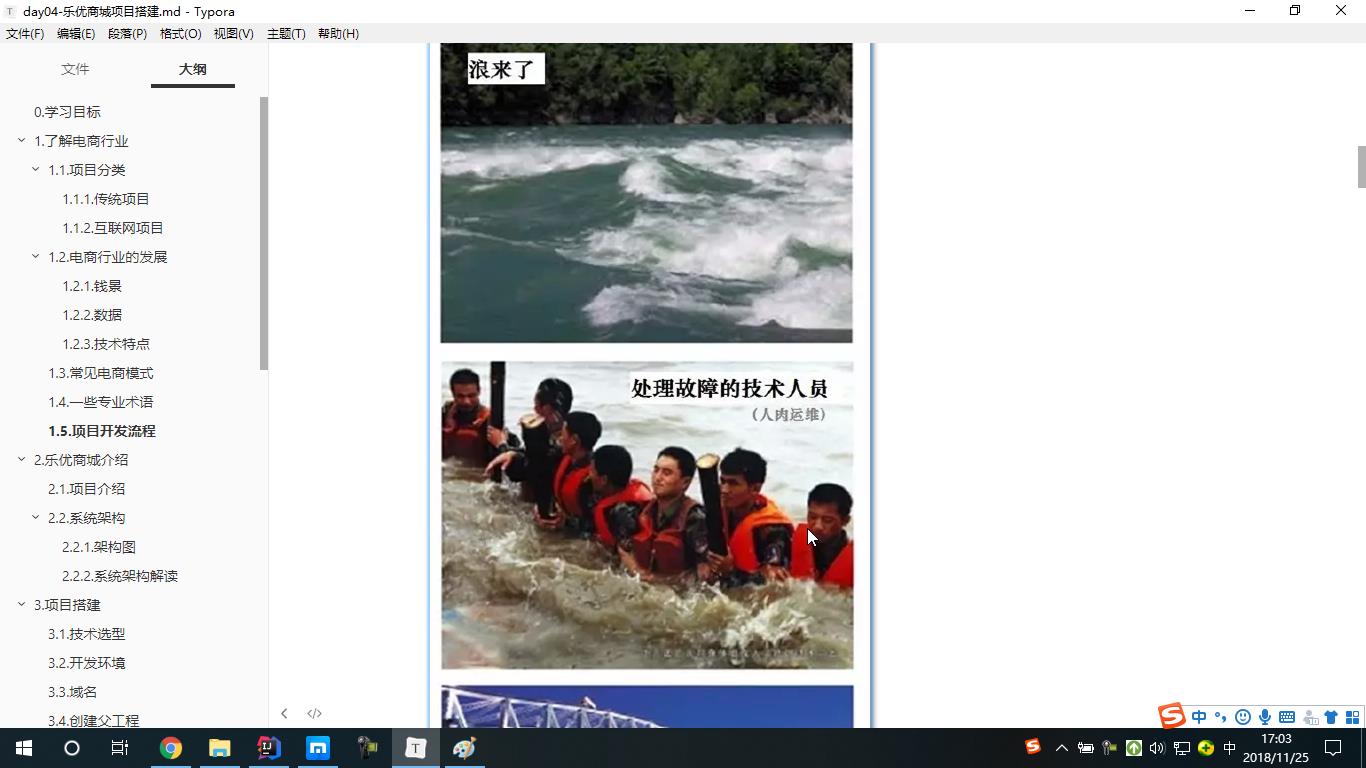 day04-乐优商城项目搭建.md - Typora
文件(F) 编辑(E) 段落(P) 格式(O) 视图(V) 主题(T) 帮助(H)
文件 大纲
0.学习目标
1.了解电商行业
1.1.项目分类
1.1.1.传统项目
1.1.2.互联网项目
1.2.电商行业的发展
1.2.1.钱景
1.2.2.数据
1.2.3.技术特点
1.3.常见电商模式
1.4.一些专业术语
1.5.项目开发流程
2.乐优商城介绍
2.1.项目介绍
2.2.系统架构
2.2.1.架构图
2.2.2.系统架构解读
3.项目搭建
3.1.技术选型
3.2.开发环境
3.3.域名
3.4.创建父工程
浪来了
处理故障的技术人员
（人肉运维）
中
中
17:03
2018/11/25